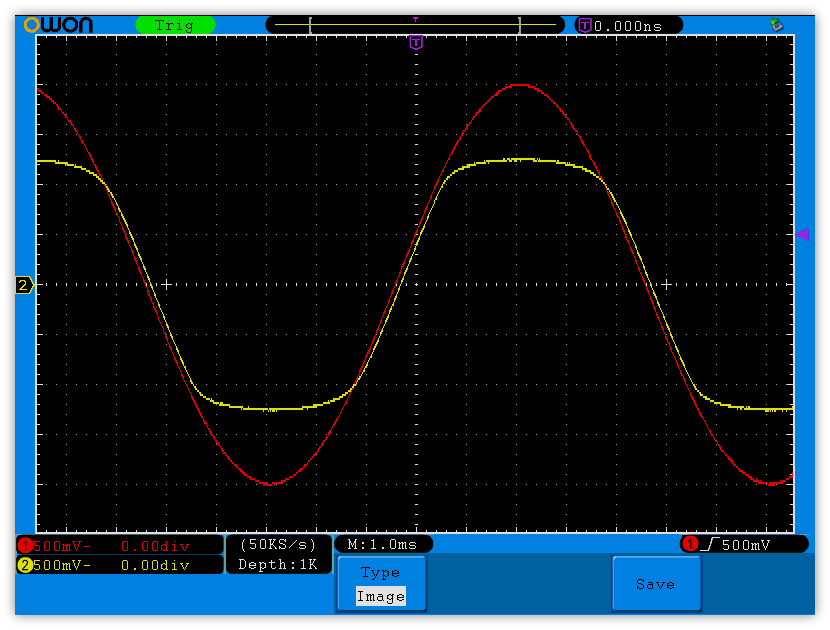 OWON Trig T T 0.000ns
T
2
1 500mV- 0.00div (50KS/s) M:1.0ms 1 500mV
2 500mV- 0.00div Depth:1K
Type
Image
Save